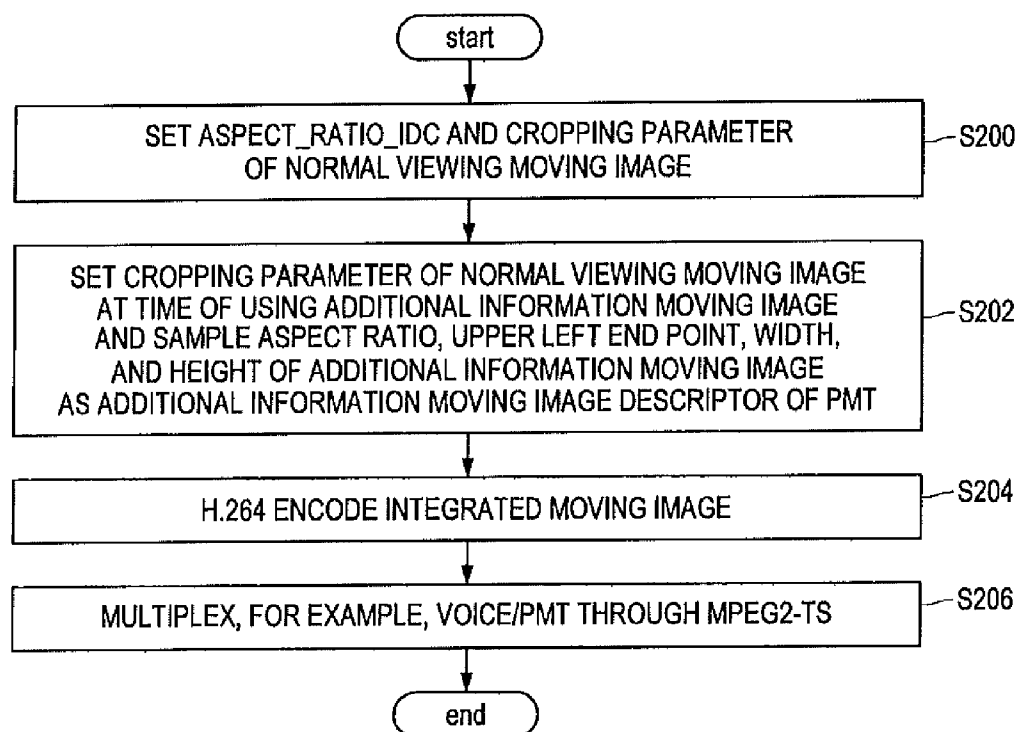 start
SET ASPECT_RATIO_IDC AND CROPPING PARAMETER
OF NORMAL VIEWING MOVING IMAGE
S200
SET CROPPING PARAMETER OF NORMAL VIEWING MOVING IMAGE
AT TIME OF USING ADDITIONAL INFORMATION MOVING IMAGE
AND SAMPLE ASPECT RATIO, UPPER LEFT END POINT, WIDTH,
AND HEIGHT OF ADDITIONAL INFORMATION MOVING IMAGE
AS ADDITIONAL INFORMATION MOVING IMAGE DESCRIPTOR OF PMT
S202
H.264 ENCODE INTEGRATED MOVING IMAGE
S204
MULTIPLEX, FOR EXAMPLE, VOICE/PMT THROUGH MPEG2-TS
S206
end